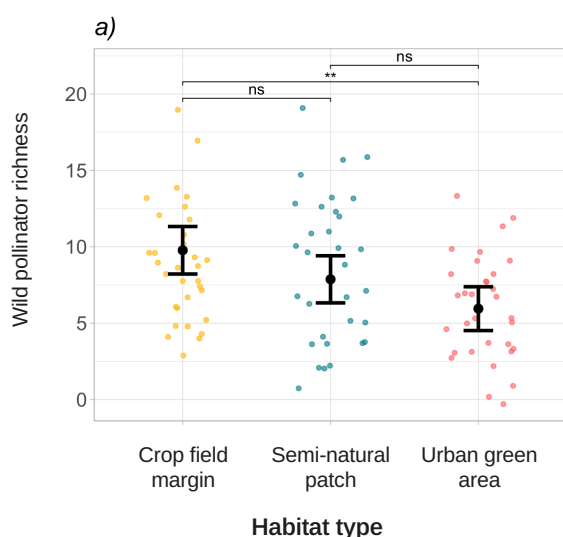 a)
ns
**
ns
Wild pollinator richness
20
15
10
5
0
Crop field
margin
Semi-natural
patch
Urban green
area
Habitat type